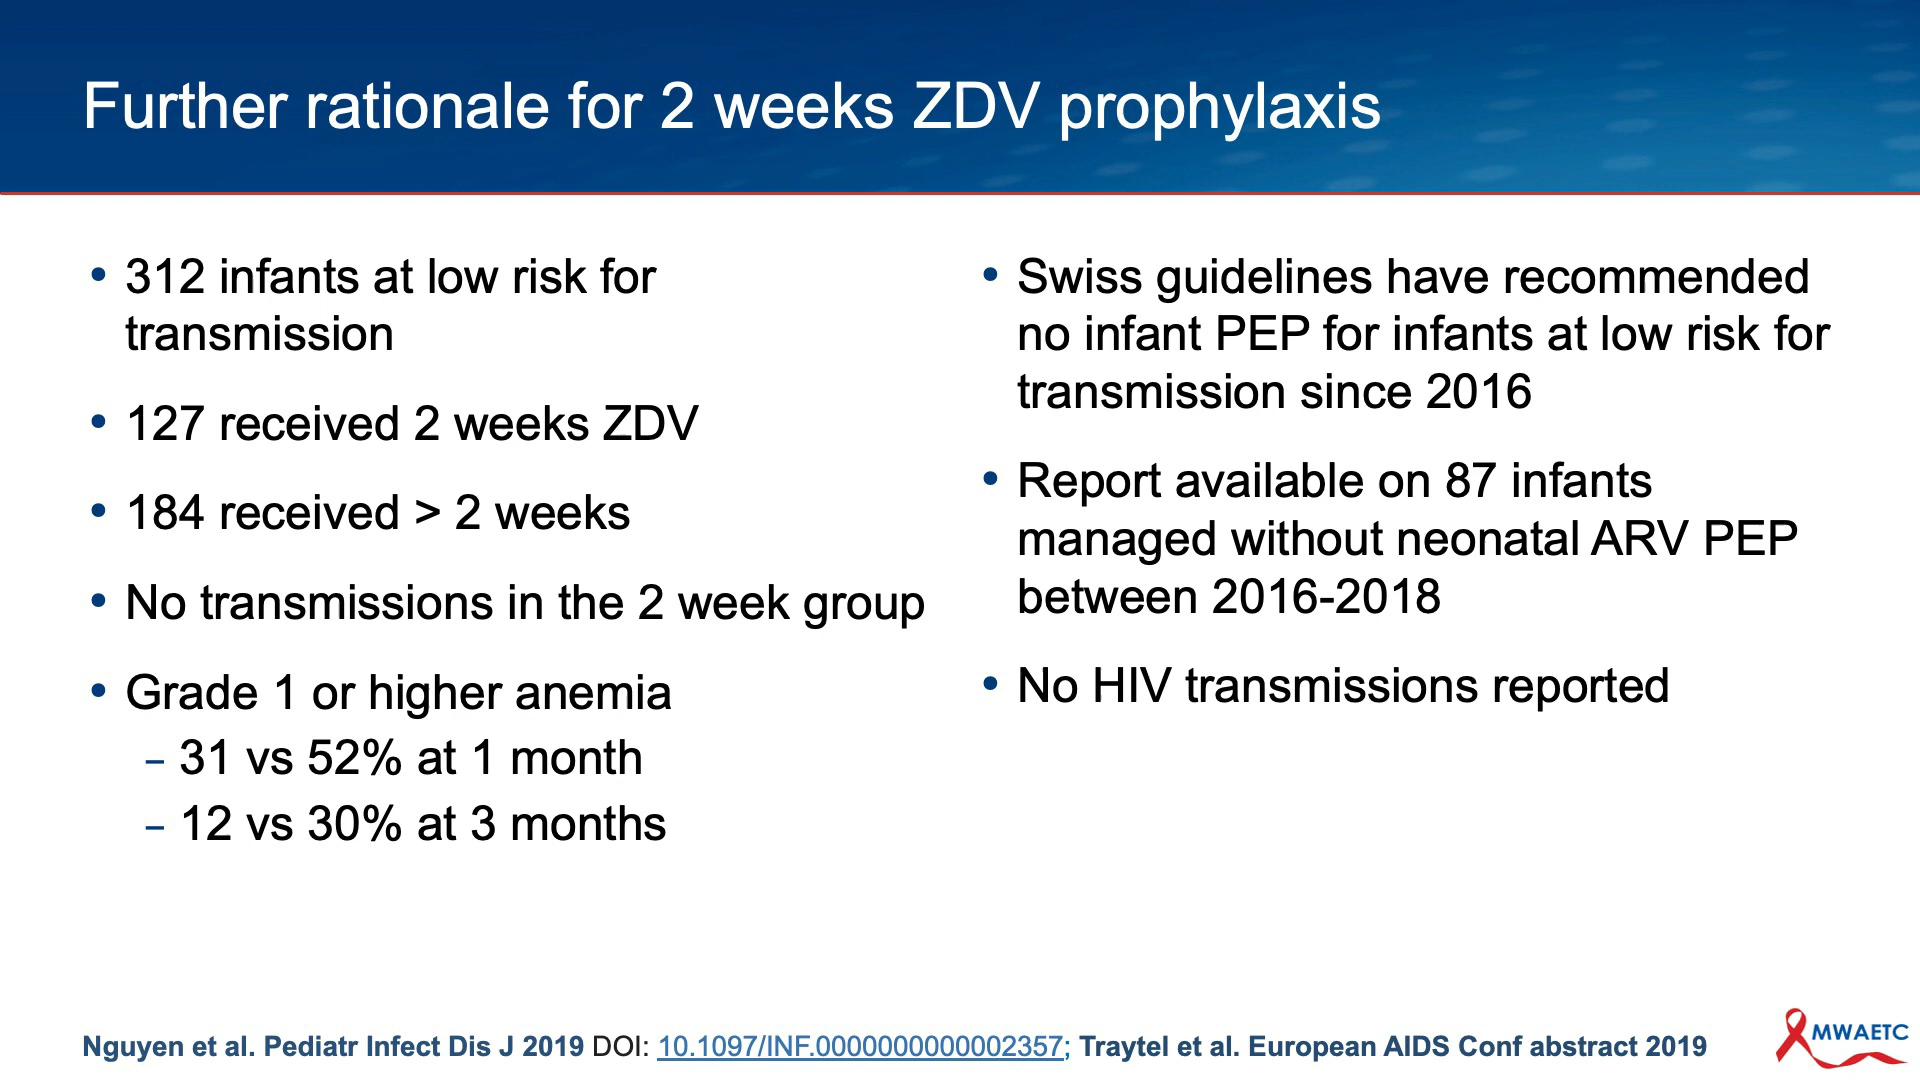 Further rationale for 2 weeks ZDV prophylaxis
• 312 infants at low risk for
transmission
• 127 received 2 weeks ZDV
• 184 received > 2 weeks
• No transmissions in the 2 week group
• Grade 1 or higher anemia
– 31 vs 52% at 1 month
– 12 vs 30% at 3 months
• Swiss guidelines have recommended
no infant PEP for infants at low risk for
transmission since 2016
• Report available on 87 infants
managed without neonatal ARV PEP
between 2016-2018
• No HIV transmissions reported
Nguyen et al. Pediatr Infect Dis J 2019 DOI: 10.1097/INF.0000000000002357; Traytel et al. European AIDS Conf abstract 2019
MWAETC